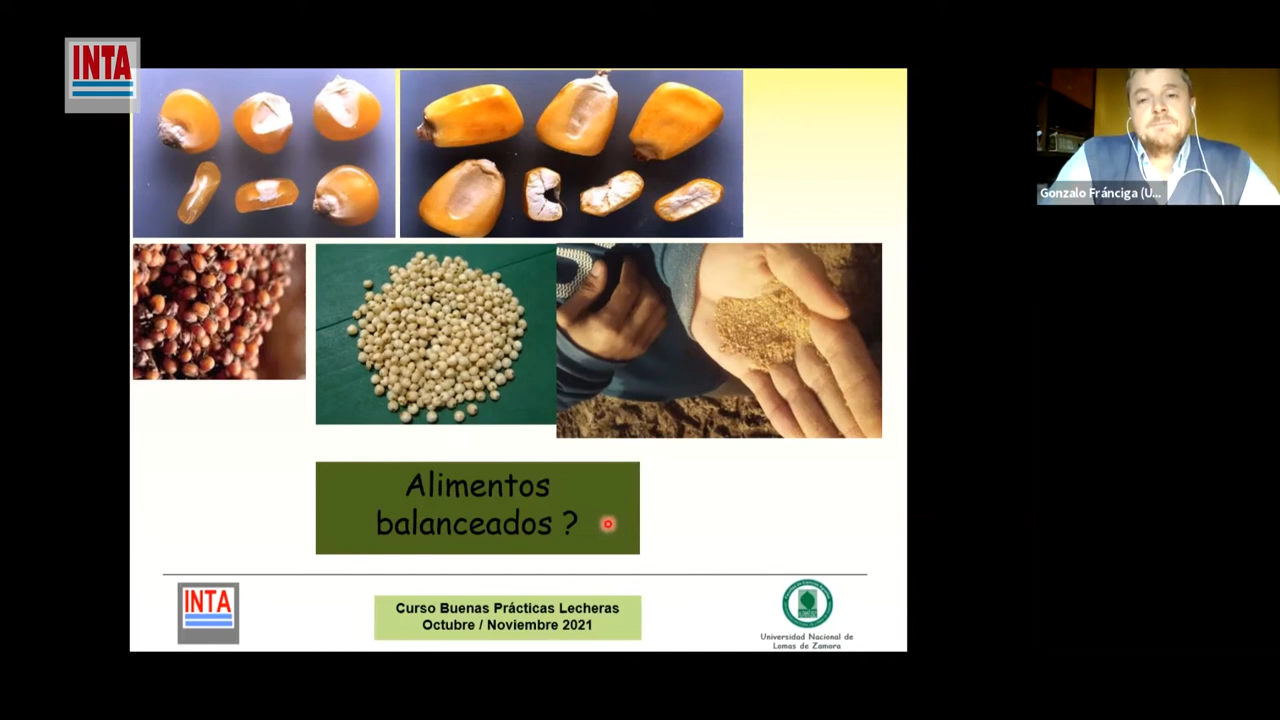 INTA
Gonzalo Fránciga (U...
Alimentos
balanceados ?
INTA
Curso Buenas Prácticas Lecheras
Octubre / Noviembre 2021
Universidad Nacional de
Lomas de Zamora